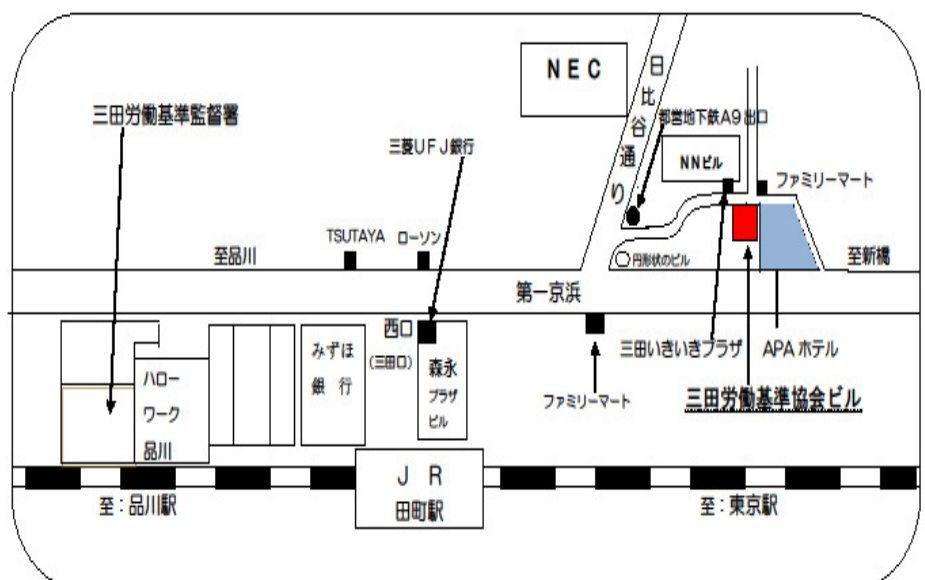 NEC
日比谷通り
三田労働基準監督署
都営地下鉄A9出口
三菱UFJ銀行
NNビル
ファミリーマート
TSUTAYA ローソン
至品川
円形状のビル
至新橋
第一京浜
西口
(三田口)
みずほ
銀行
森永
プラザ
ビル
ハロー
ワーク
品川
ファミリーマート
三田いきいきプラザ
APAホテル
三田労働基準協会ビル
JR
田町駅
至:品川駅
至:東京駅